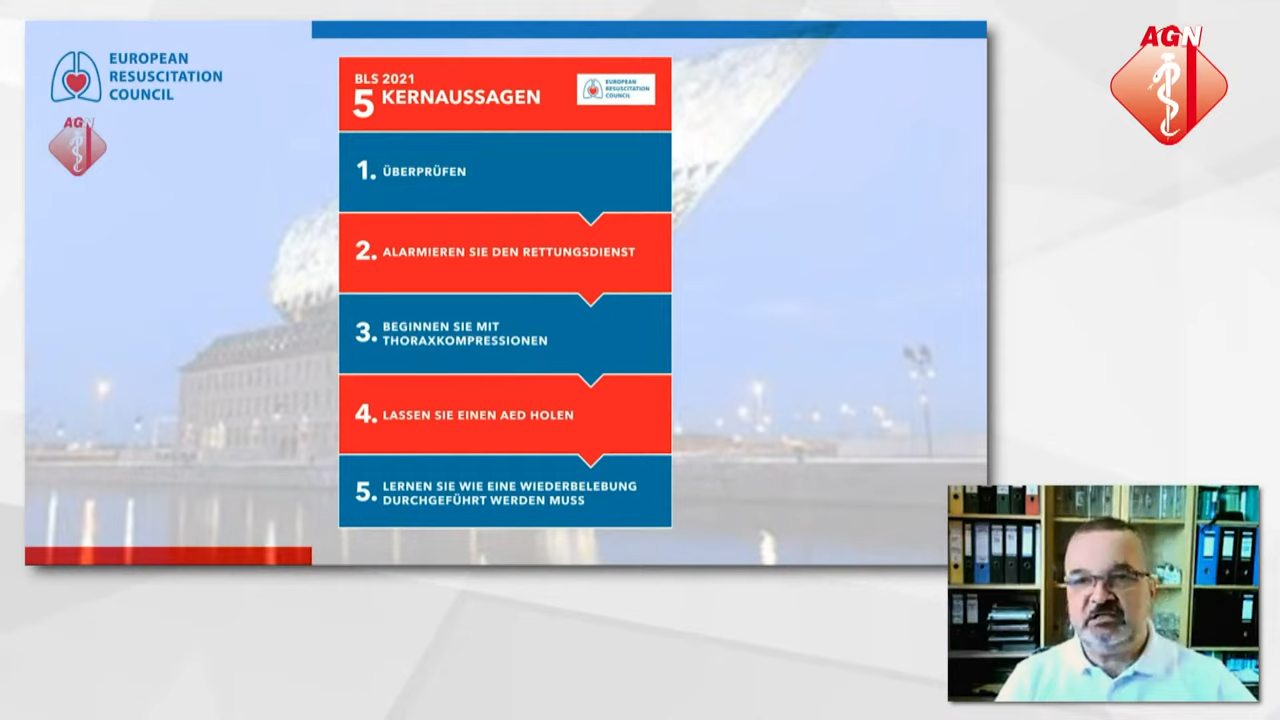 EUROPEAN
RESUSCITATION
COUNCIL
AGN
BLS 2021
5 KERNAUSSAGEN
EUROPEAN
RESUSCITATION
COUNCIL
1. ÜBERPRÜFEN
2. ALARMIEREN SIE DEN RETTUNGSDIENST
3. BEGINNEN SIE MIT
THORAXKOMPRESSIONEN
4. LASSEN SIE EINEN AED HOLEN
5. LERNEN SIE WIE EINE WIEDERBELEBUNG
DURCHGEFÜHRT WERDEN MUSS
AGN